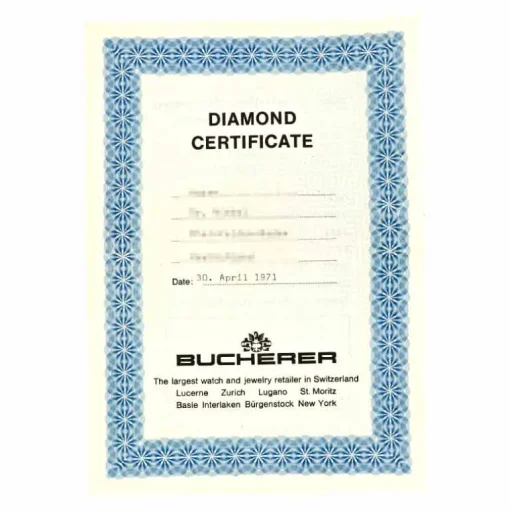 DIAMOND
CERTIFICATE
Date: 30. April 1971
BUCHERER
The largest watch and jewelry retailer in Switzerland
Lucerne Zurich Lugano St. Moritz
Basle Interlaken Bürgenstock New York